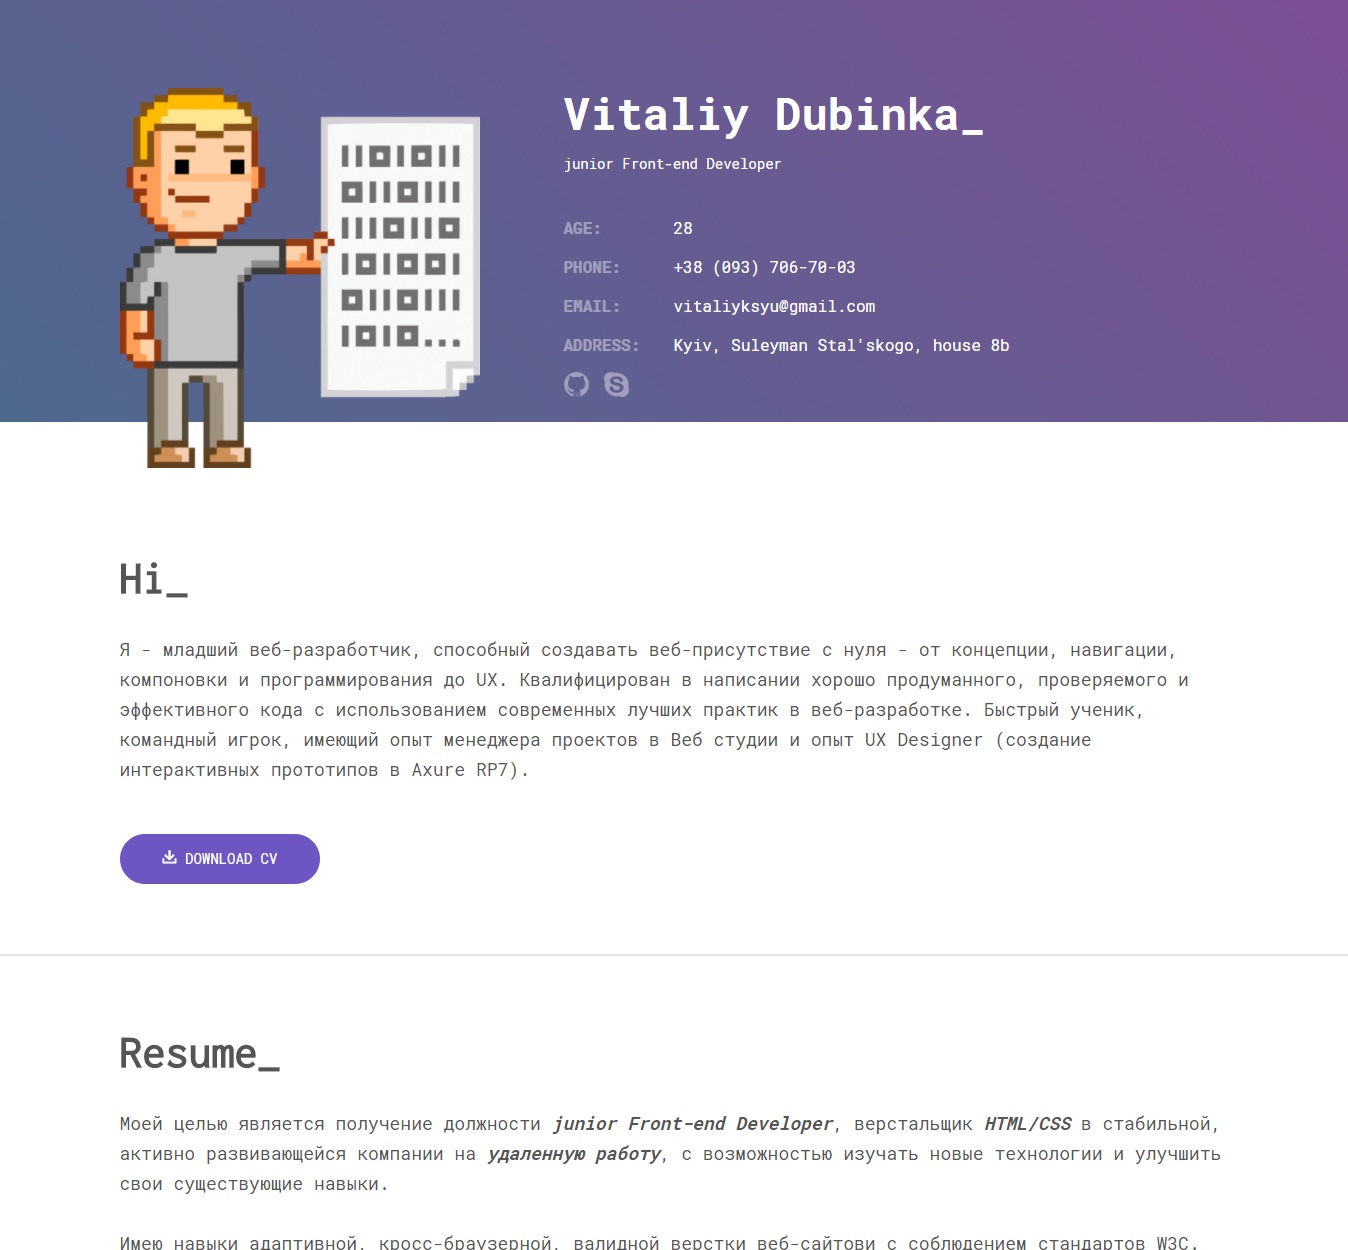 Vitaliy Dubinka_
junior Front-end Developer
AGE: 28
PHONE: +38 (093) 706-70-03
EMAIL: vitaliyksyu@gmail.com
ADDRESS: Kyiv, Suleyman Stal'skogo, house 8b
Hi_
Я - младший веб-разработчик, способный создавать веб-присутствие с нуля - от концепции, навигации,
компоновки и программирования до UX. Квалифицирован в написании хорошо продуманного, проверяемого и
эффективного кода с использованием современных лучших практик в веб-разработке. Быстрый ученик,
командный игрок, имеющий опыт менеджера проектов в Веб студии и опыт UX Designer (создание
интерактивных прототипов в Axure RP7).
DOWNLOAD CV
Resume_
Моей целью является получение должности junior Front-end Developer, верстальщик HTML/CSS в стабильной,
активно развивающейся компании на удаленную работу, с возможностью изучать новые технологии и улучшить
свои существующие навыки.
Имею навыки адаптивной, кросс-браузерной, валидной верстки веб-сайтови с соблюдением стандартов W3C.